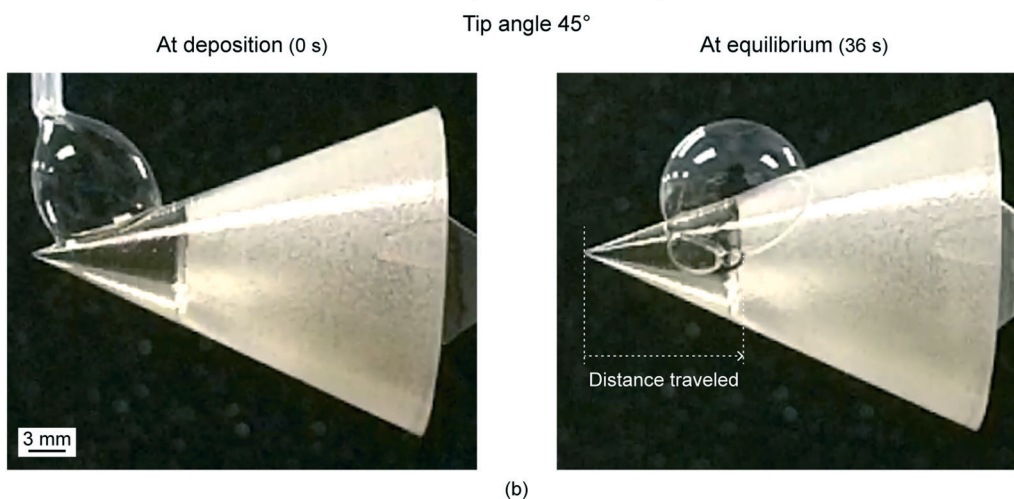 Tip angle 45°
At deposition (0 s)
At equilibrium (36 s)
Distance traveled
3 mm
(b)